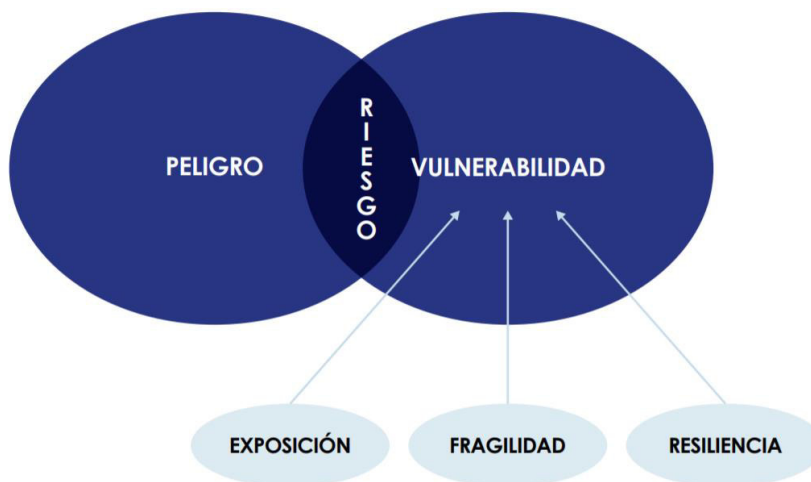 PELIGRO
RIESGO
VULNERABILIDAD
EXPOSICIÓN
FRAGILIDAD
RESILIENCIA